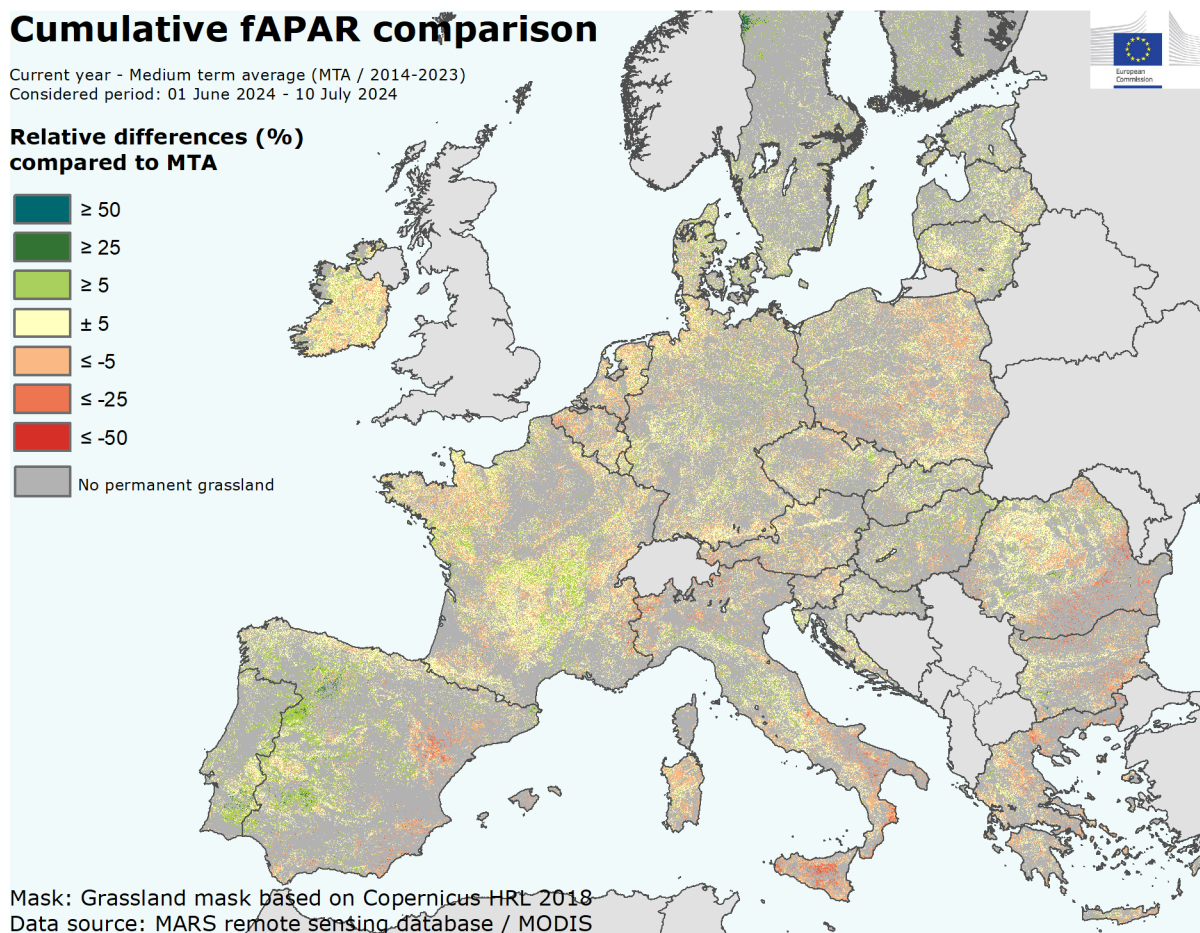 Cumulative fAPAR comparison
Current year - Medium term average (MTA / 2014-2023)
Considered period: 01 June 2024 - 10 July 2024
European
Commission
Relative differences (%)
compared to MTA
≥ 50
≥ 25
≥ 5
± 5
≤ -5
≤ -25
≤ -50
No permanent grassland
Mask: Grassland mask based on Copernicus HRL 2018
Data source: MARS remote sensing database / MODIS